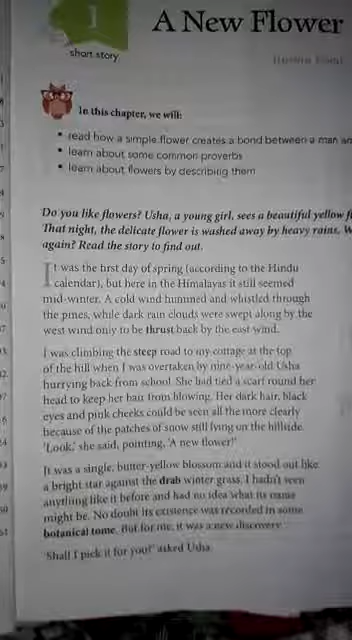 1
A New Flower
short story
Ruskin Bond
In this chapter, we will:
• read how a simple flower creates a bond between a man an
• learn about some common proverbs
• learn about flowers by describing them
Do you like flowers? Usha, a young girl, sees a beautiful yellow f
That night, the delicate flower is washed away by heavy rains. W
again? Read the story to find out.
It was the first day of spring (according to the Hindu
calendar), but here in the Himalayas it still seemed
mid-winter. A cold wind hummed and whistled through
the pines, while dark rain clouds were swept along by the
west wind only to be thrust back by the east wind.
I was climbing the steep road to my cottage at the top
of the hill when I was overtaken by nine-year-old Usha
hurrying back from school. She had tied a scarf round her
head to keep her hair from blowing. Her dark hair, black
eyes and pink cheeks could be seen all the more clearly
because of the patches of snow still lying on the hillside.
'Look,' she said, pointing, 'A new flower!'
It was a single, butter-yellow blossom and it stood out like
a bright star against the drab winter grass. I hadn't seen
anything like it before and had no idea what its name
might be. No doubt its existence was recorded in some
botanical tome. But for me, it was a new discovery.
'Shall I pick it for you?' asked Usha.